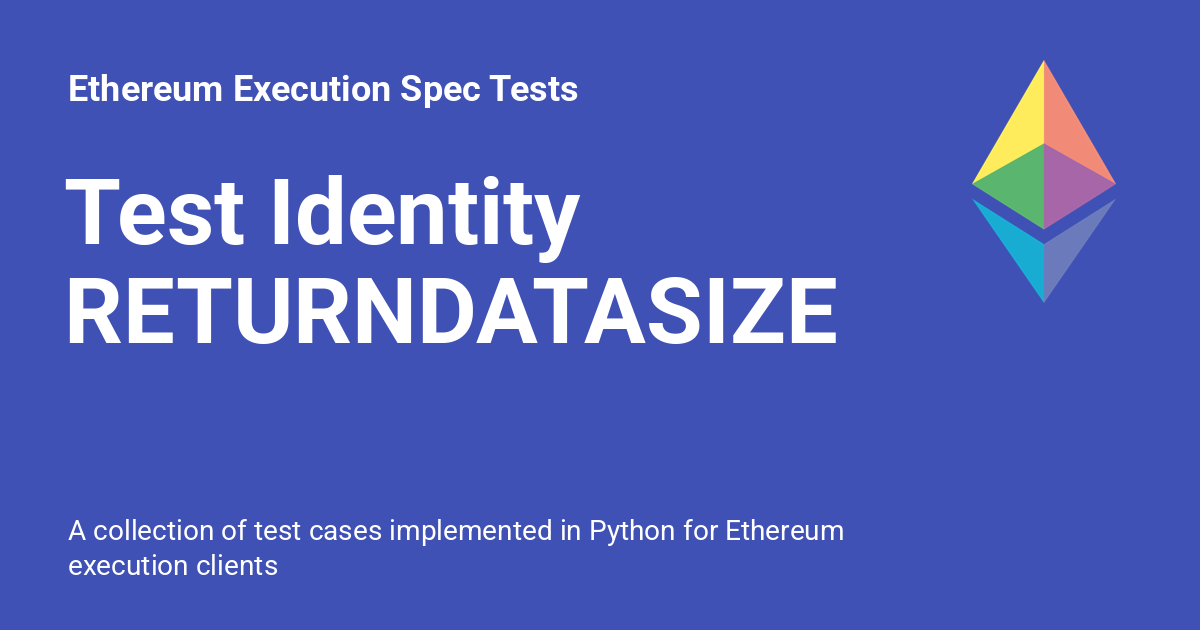 Ethereum Execution Spec Tests
Test Identity
RETURNDATASIZE
A collection of test cases implemented in Python for Ethereum
execution clients